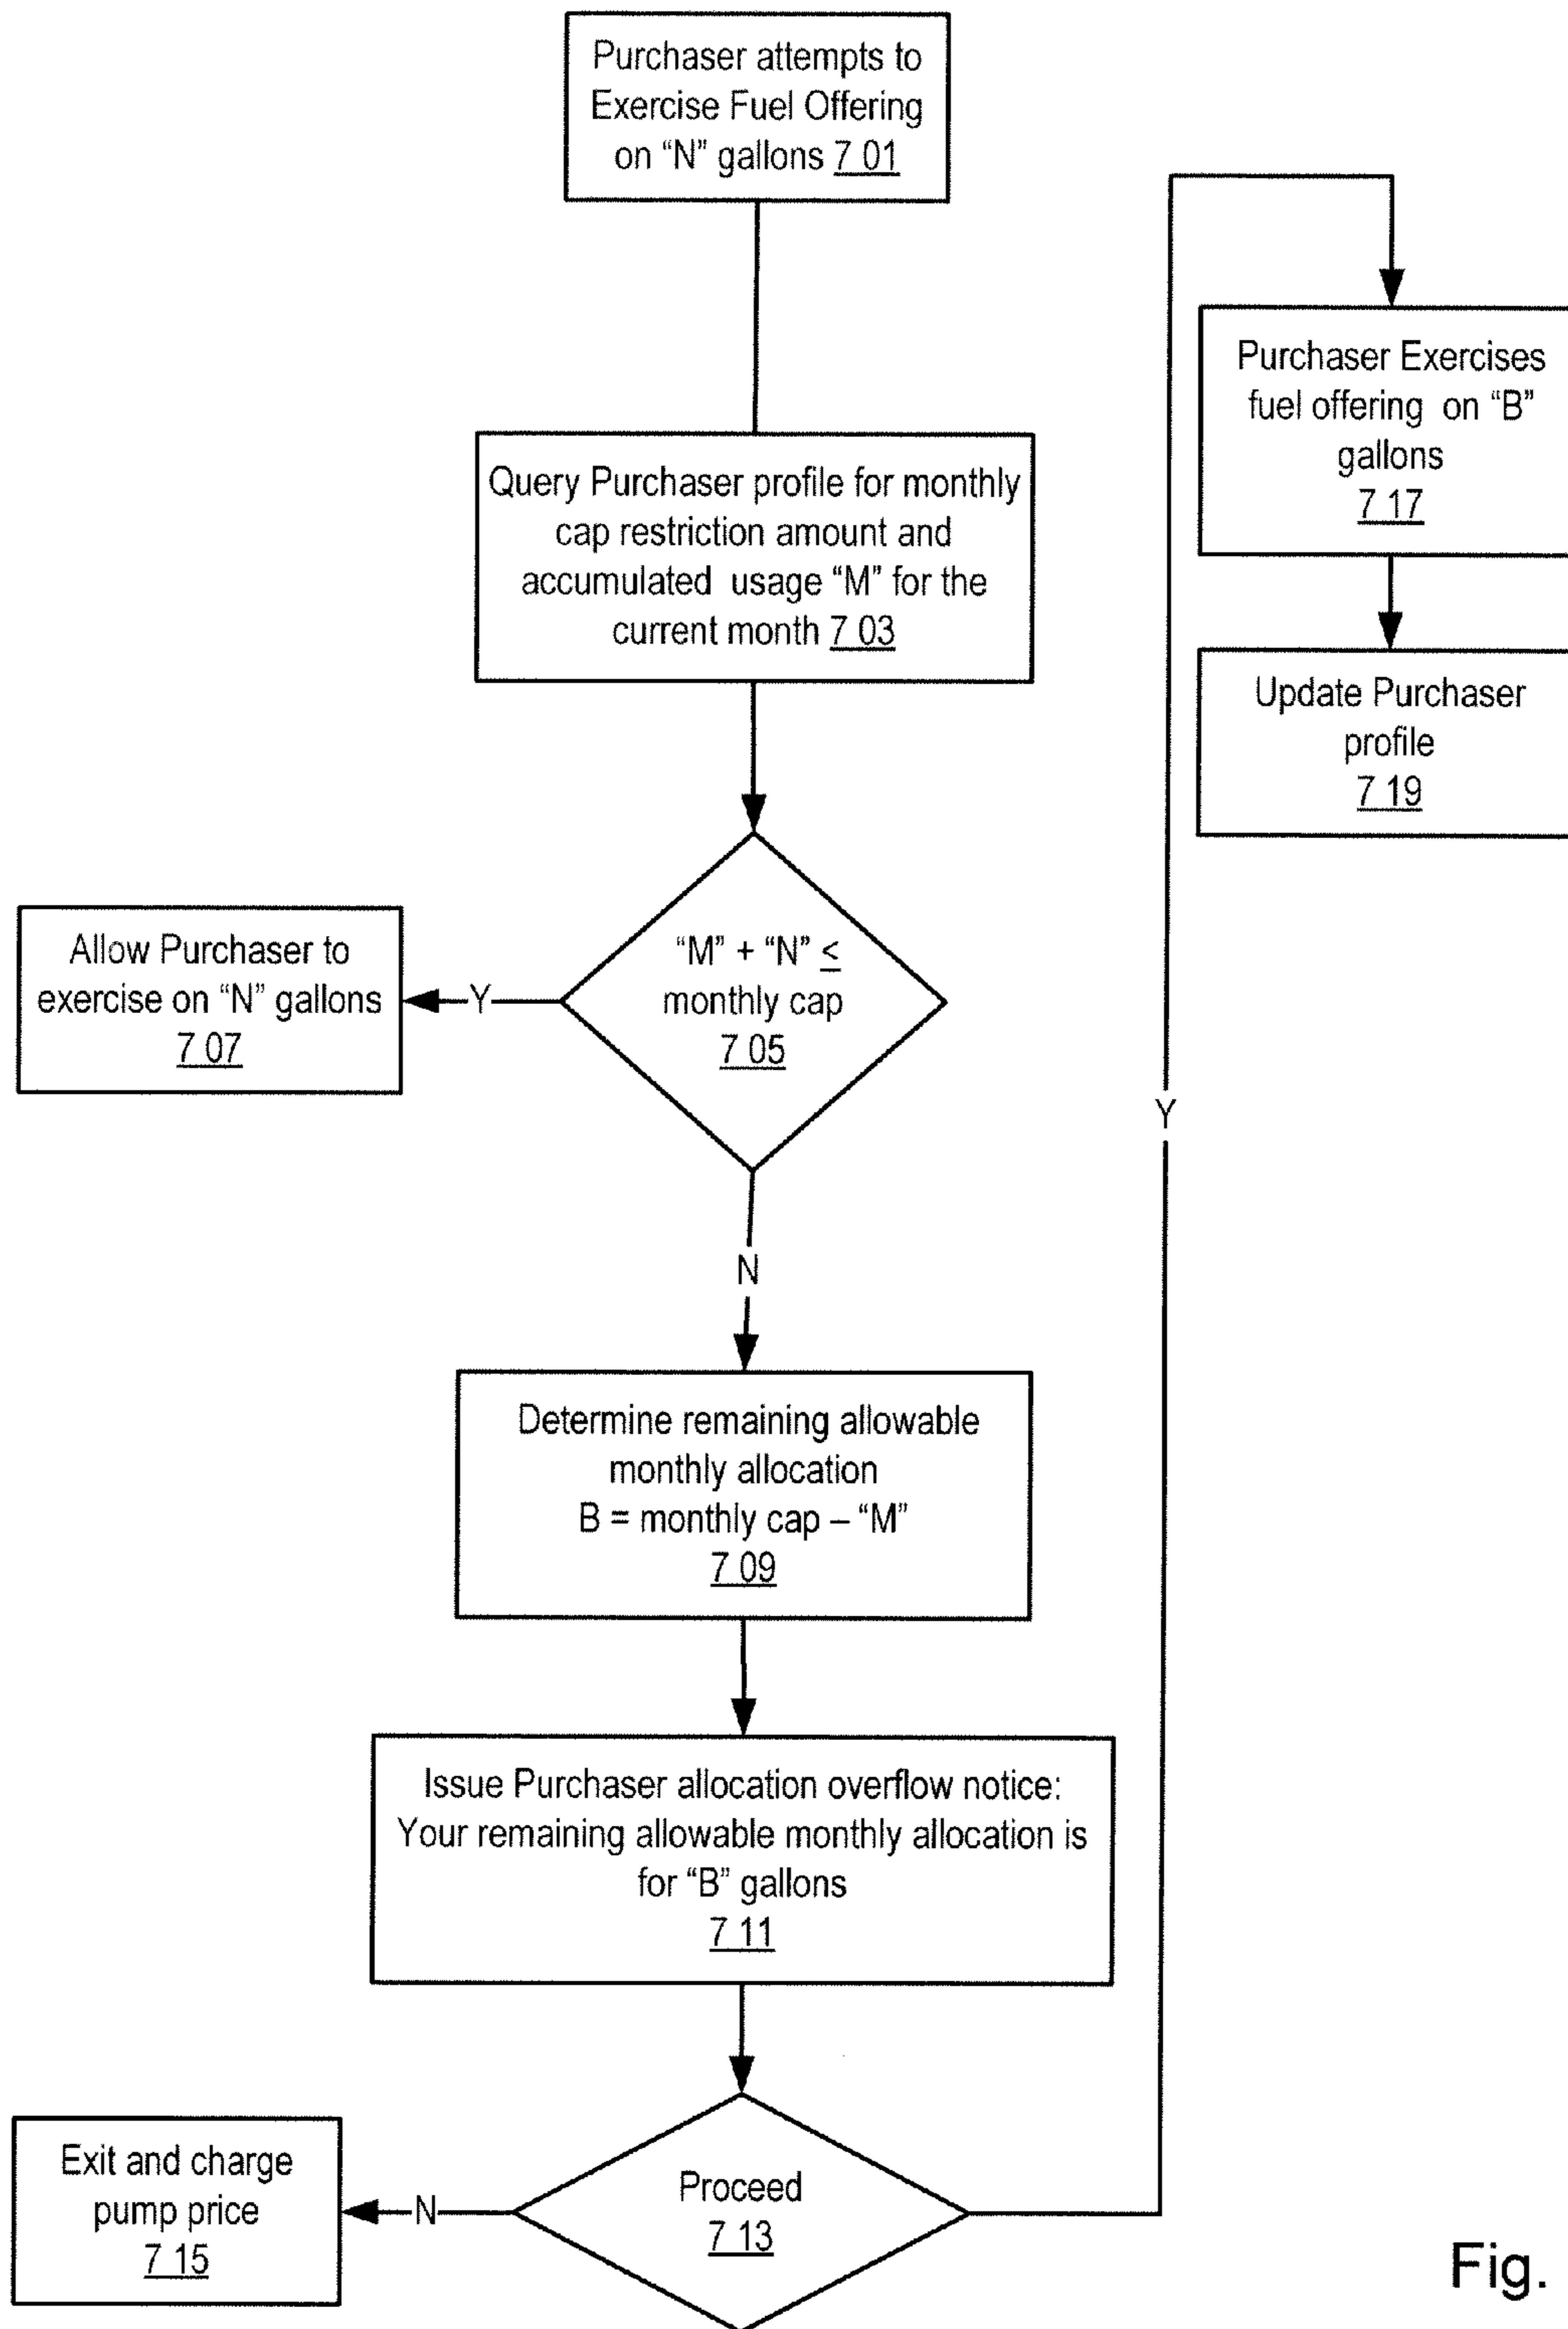 Purchaser attempts to
Exercise Fuel Offering
on “N” gallons 7 01
Query Purchaser profile for monthly
cap restriction amount and
accumulated usage “M” for the
current month 7 03
“M” + “N” ≤
monthly cap
7 05
Y
Allow Purchaser to
exercise on “N” gallons
7 07
N
Determine remaining allowable
monthly allocation
B = monthly cap – “M”
7 09
Issue Purchaser allocation overflow notice:
Your remaining allowable monthly allocation is
for “B” gallons
7 11
Proceed
7 13
N
Exit and charge
pump price
7 15
Y
Purchaser Exercises
fuel offering on “B”
gallons
7 17
Update Purchaser
profile
7 19
Fig.